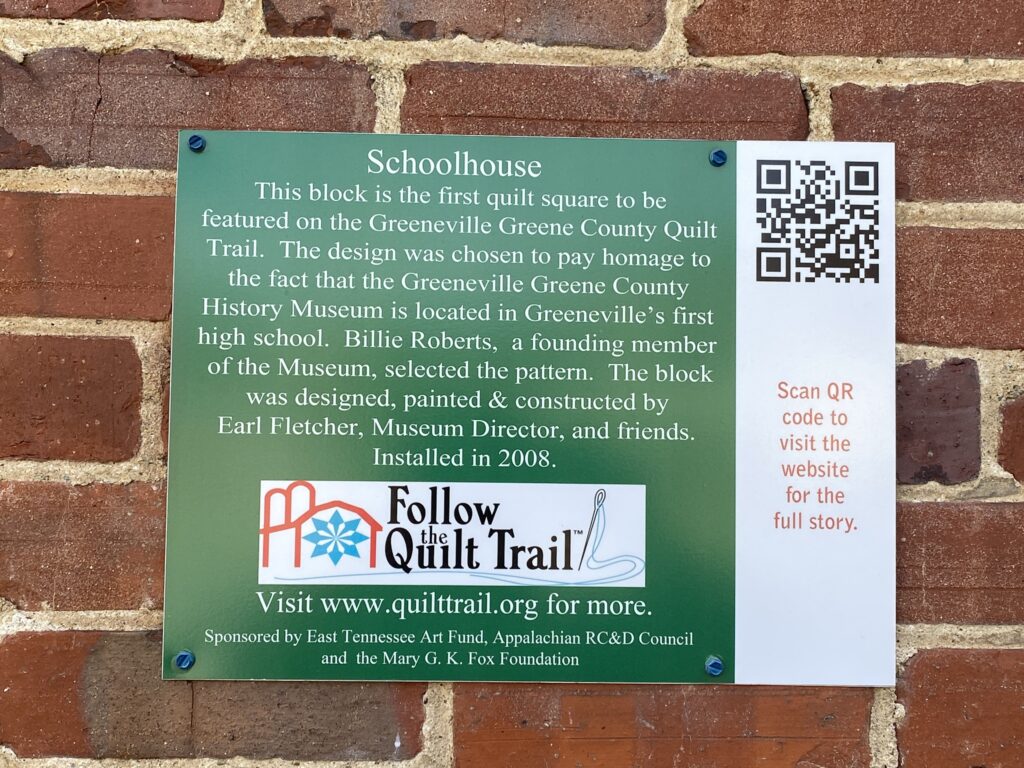 Schoolhouse
This block is the first quilt square to be
featured on the Greeneville Greene County Quilt
Trail. The design was chosen to pay homage to
the fact that the Greeneville Greene County
History Museum is located in Greeneville's first
high school. Billie Roberts, a founding member
of the Museum, selected the pattern. The block
was designed, painted & constructed by
Earl Fletcher, Museum Director, and friends.
Installed in 2008.
Follow
the
Quilt Trail™
Visit www.quilttrail.org for more.
Sponsored by East Tennessee Art Fund, Appalachian RC&D Council
and the Mary G. K. Fox Foundation
Scan QR
code to
visit the
website
for the
full story.